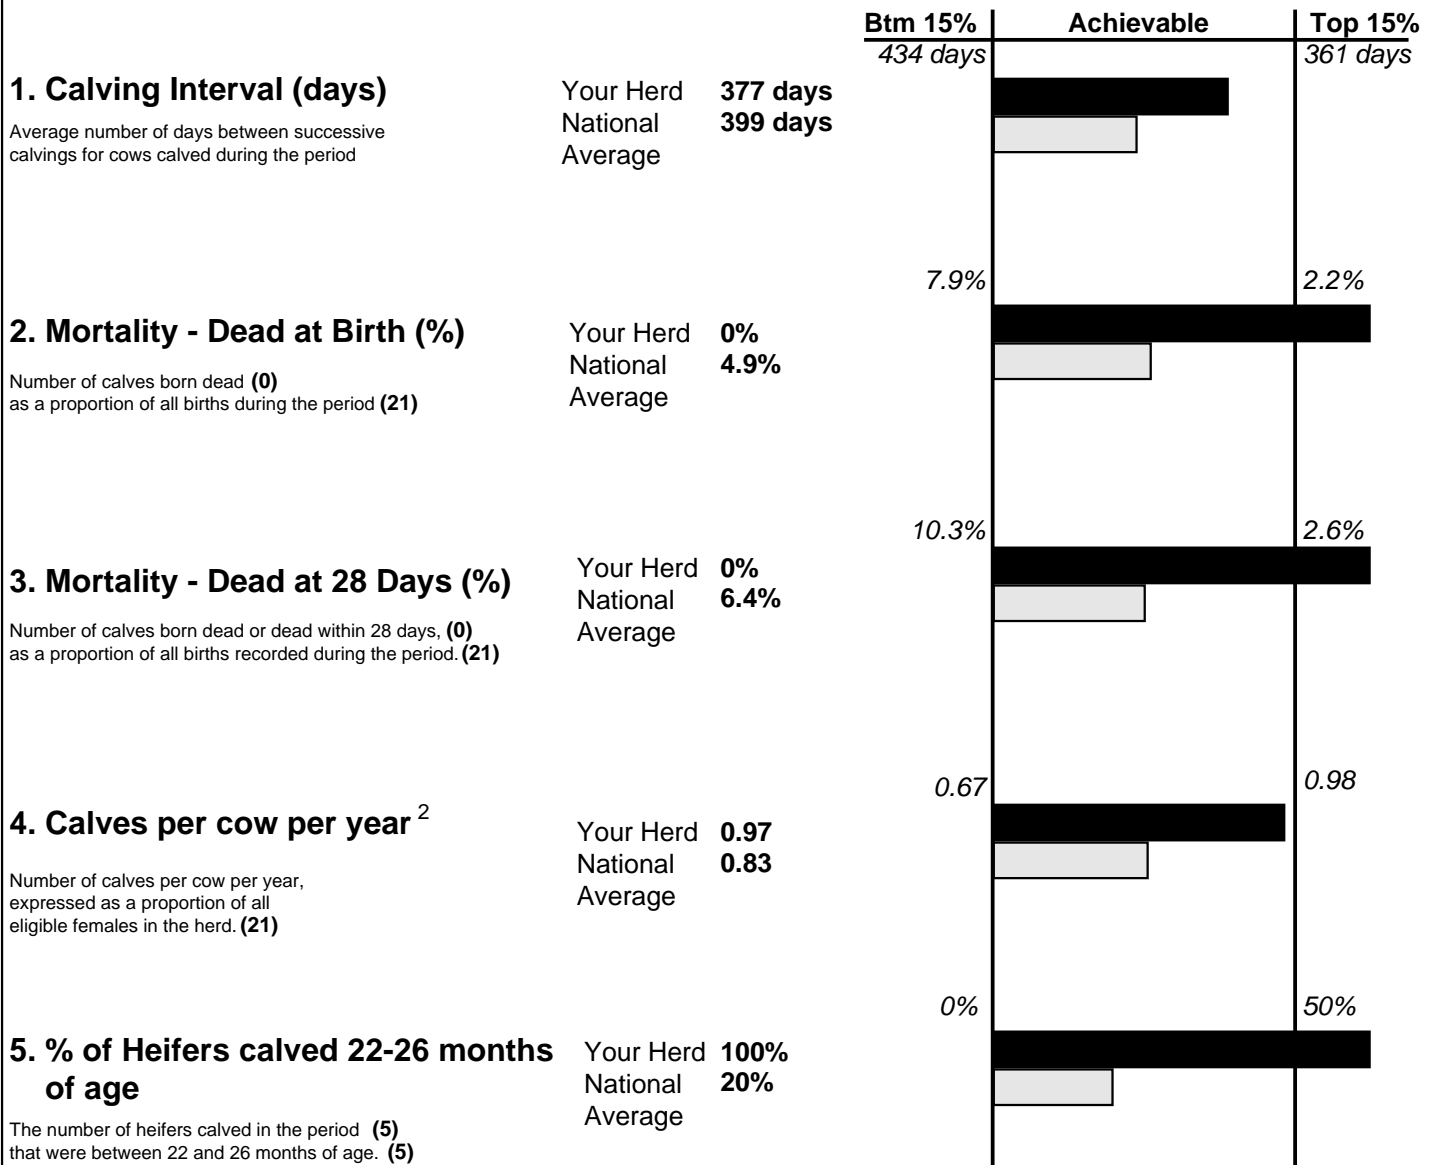 Btm 15% Achievable Top 15%
434 days 361 days
1. Calving Interval (days)
Your Herd 377 days
National 399 days
Average
Average number of days between successive
calvings for cows calved during the period
7.9% 2.2%
2. Mortality - Dead at Birth (%)
Your Herd 0%
National 4.9%
Average
Number of calves born dead (0)
as a proportion of all births during the period (21)
10.3% 2.6%
3. Mortality - Dead at 28 Days (%)
Your Herd 0%
National 6.4%
Average
Number of calves born dead or dead within 28 days, (0)
as a proportion of all births recorded during the period. (21)
0.67 0.98
4. Calves per cow per year 2
Your Herd 0.97
National 0.83
Average
Number of calves per cow per year,
expressed as a proportion of all
eligible females in the herd. (21)
0% 50%
5. % of Heifers calved 22-26 months
of age
Your Herd 100%
National 20%
Average
The number of heifers calved in the period (5)
that were between 22 and 26 months of age. (5)